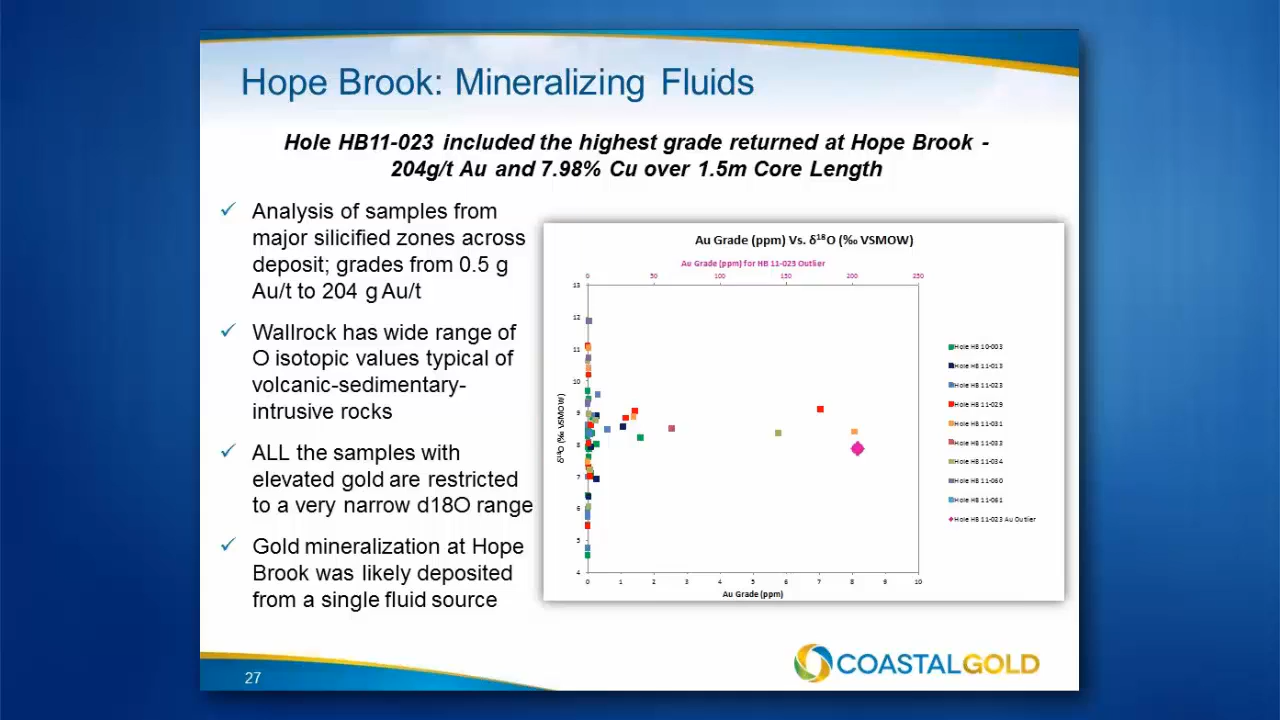 Hope Brook: Mineralizing Fluids
Hole HB11-023 included the highest grade returned at Hope Brook -
204g/t Au and 7.98% Cu over 1.5m Core Length
✓ Analysis of samples from
major silicified zones across
deposit; grades from 0.5 g
Au/t to 204 g Au/t
✓ Wallrock has wide range of
O isotopic values typical of
volcanic-sedimentary-
intrusive rocks
✓ ALL the samples with
elevated gold are restricted
to a very narrow d18O range
✓ Gold mineralization at Hope
Brook was likely deposited
from a single fluid source
Au Grade (ppm) Vs. δ¹⁸O (‰ VSMOW)
Au Grade (ppm) for HB 11-023 Outlier
0 50 100 150 200 250
13
12
11
10
9
8
7
6
5
4
δ¹⁸O (‰ VSMOW)
0 1 2 3 4 5 6 7 8 9 10
Au Grade (ppm)
Hole HB 10-003
Hole HB 11-013
Hole HB 11-023
Hole HB 11-029
Hole HB 11-031
Hole HB 11-033
Hole HB 11-034
Hole HB 11-060
Hole HB 11-061
Hole HB 11-023 Au Outlier
27
COASTALGOLD